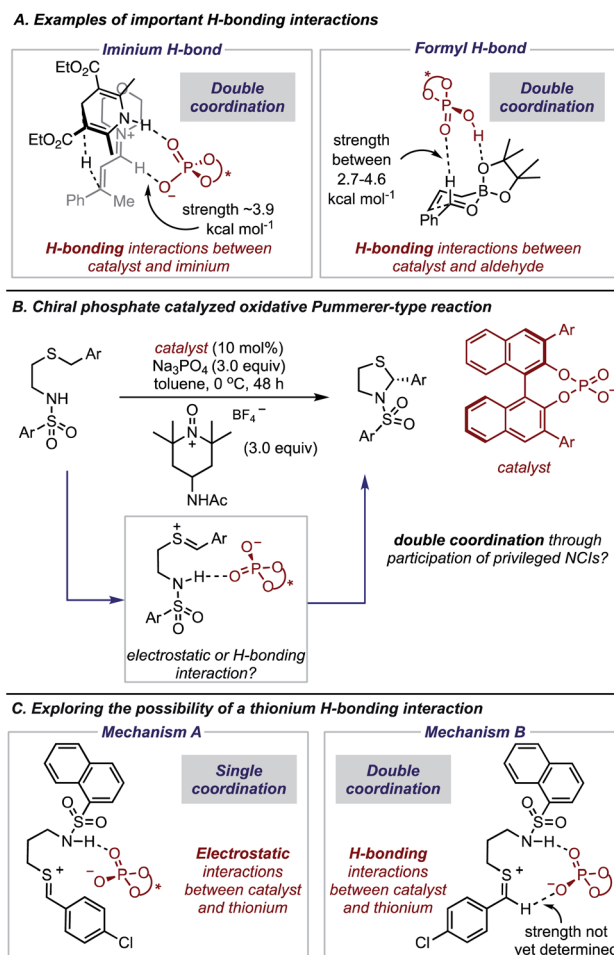 A. Examples of important H-bonding interactions
Iminium H-bond
EtO₂C
EtO₂C
O
N
+
H
H
H
Ph
Me
O
O
P
O
O
−
*
Double
coordination
strength ~3.9
kcal mol⁻¹
H-bonding interactions between
catalyst and iminium
Formyl H-bond
*
O
O
P
O
O
H
H
O
B
O
O
Ph
Double
coordination
strength
between
2.7-4.6
kcal mol⁻¹
H-bonding interactions between
catalyst and aldehyde
B. Chiral phosphate catalyzed oxidative Pummerer-type reaction
S
Ar
NH
S
O
O
Ar
catalyst (10 mol%)
Na₃PO₄ (3.0 equiv)
toluene, 0 °C, 48 h
O
N
+
BF₄⁻
(3.0 equiv)
NHAc
S
Ar
N
S
O
O
Ar
Ar
O
O
P
O
O⁻
Ar
catalyst
+
S
Ar
N
H
S
O
O
Ar
O⁻
O
P
O
O
*
electrostatic or H-bonding
interaction?
double coordination through
participation of privileged NCIs?
C. Exploring the possibility of a thionium H-bonding interaction
Mechanism A
O
S
O
N
H
O
⁻O
P
O
O
*
S
+
Cl
Single
coordination
Electrostatic
interactions
between catalyst
and thionium
Mechanism B
Double
coordination
H-bonding
interactions
between catalyst
and thionium
O
S
O
N
H
O
P
O
O
O
−
S
+
H
Cl
strength not
yet determined